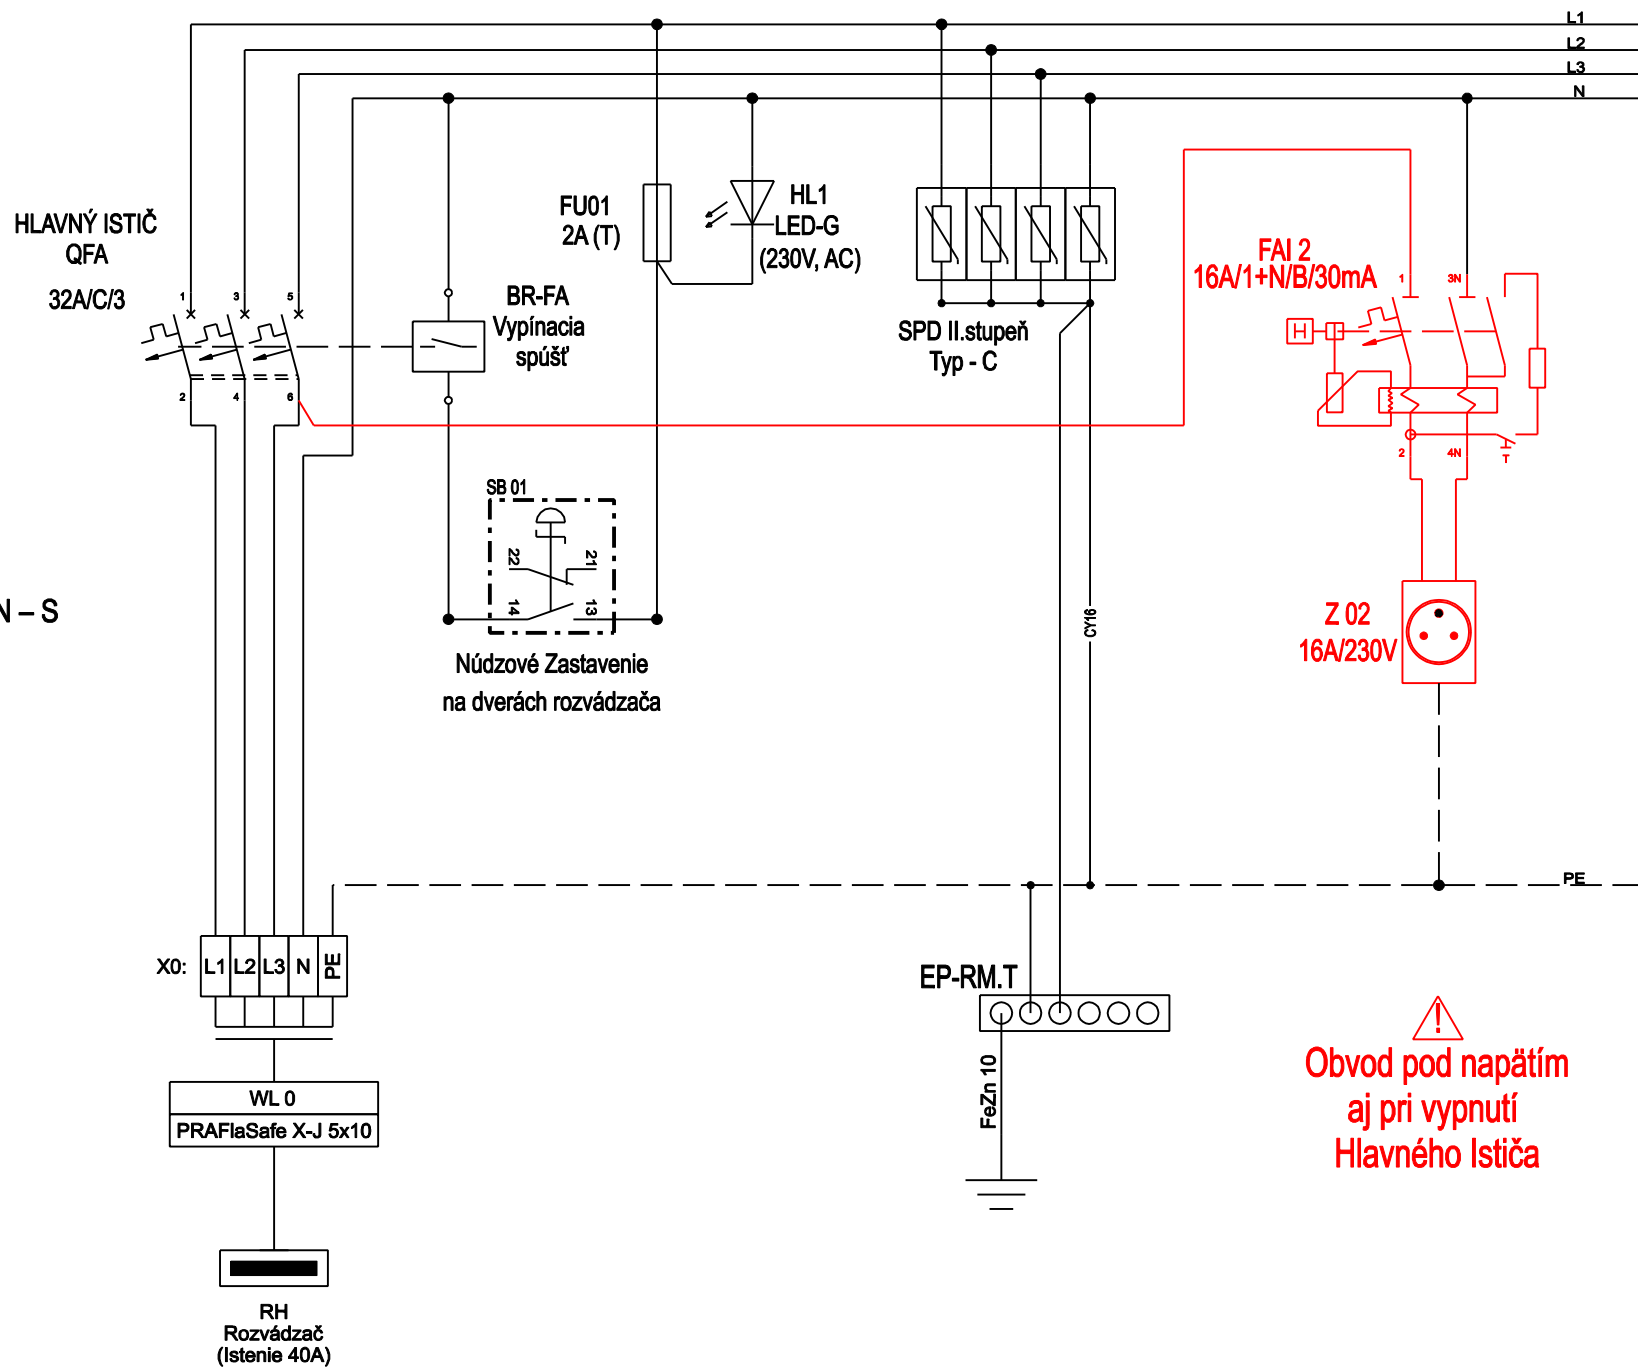 L1
L2
L3
N
HLAVNÝ ISTIČ
QFA
32A/C/3
1
3
5
2
4
6
BR-FA
Vypínacia
spúšť
FU01
2A (T)
HL1
LED-G
(230V, AC)
SPD II.stupeň
Typ - C
FAI 2
16A/1+N/B/30mA
1
3N
H
2
4N
T
SB 01
22
21
14
13
Núdzové Zastavenie
na dverách rozvádzača
N – S
CY16
Z 02
16A/230V
PE
X0:
L1
L2
L3
N
PE
EP-RM.T
FeZn 10
WL 0
PRAFlaSafe X-J 5x10
RH
Rozvádzač
(Istenie 40A)
!
Obvod pod napätím
aj pri vypnutí
Hlavného Ističa